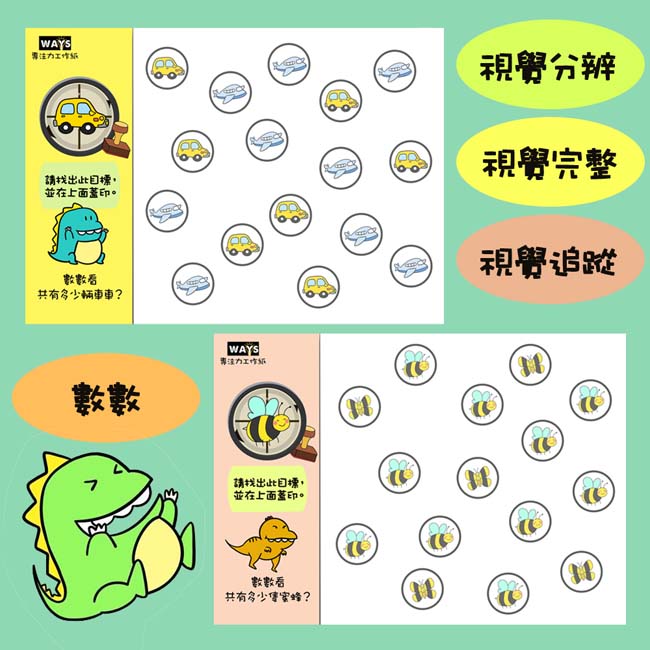 WAYS
專注力工作紙
請找出此目標，
並在上面蓋印。
數數看
共有多少輛車車？
視覺分辨
視覺完整
視覺追蹤
數數
WAYS
專注力工作紙
請找出此目標，
並在上面蓋印。
數數看
共有多少隻蜜蜂？